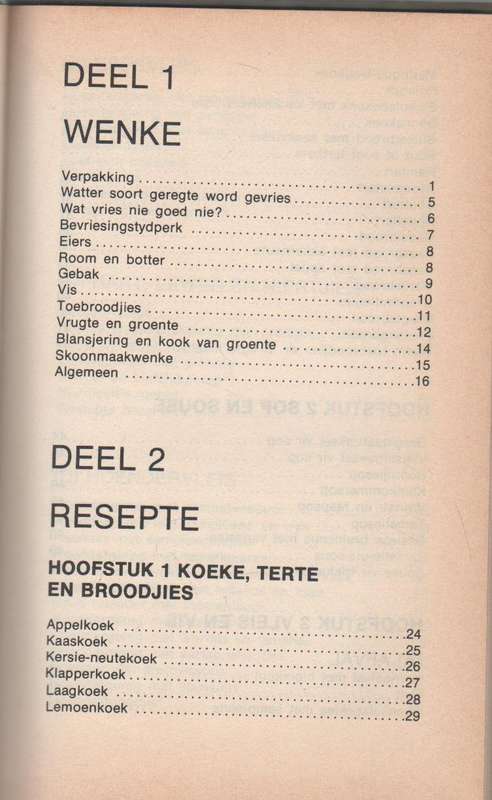 DEEL 1
WENKE
Verpakking ........................................ 1
Watter soort geregte word gevries .................. 5
Wat vries nie goed nie? ............................ 6
Bevriesingstydperk ................................. 7
Eiers .............................................. 8
Room en botter ..................................... 8
Gebak .............................................. 9
Vis ................................................ 10
Toebroodjies ....................................... 11
Vrugte en groente .................................. 12
Blansjering en kook van groente .................... 14
Skoonmaakwenke ..................................... 15
Algemeen ........................................... 16
DEEL 2
RESEPTE
HOOFSTUK 1 KOEKE, TERTE
EN BROODJIES
Appelkoek .......................................... 24
Kaaskoek ........................................... 25
Kersie-neutekoek ................................... 26
Klapperkoek ........................................ 27
Laagkoek ........................................... 28
Lemoenkoek ......................................... 29